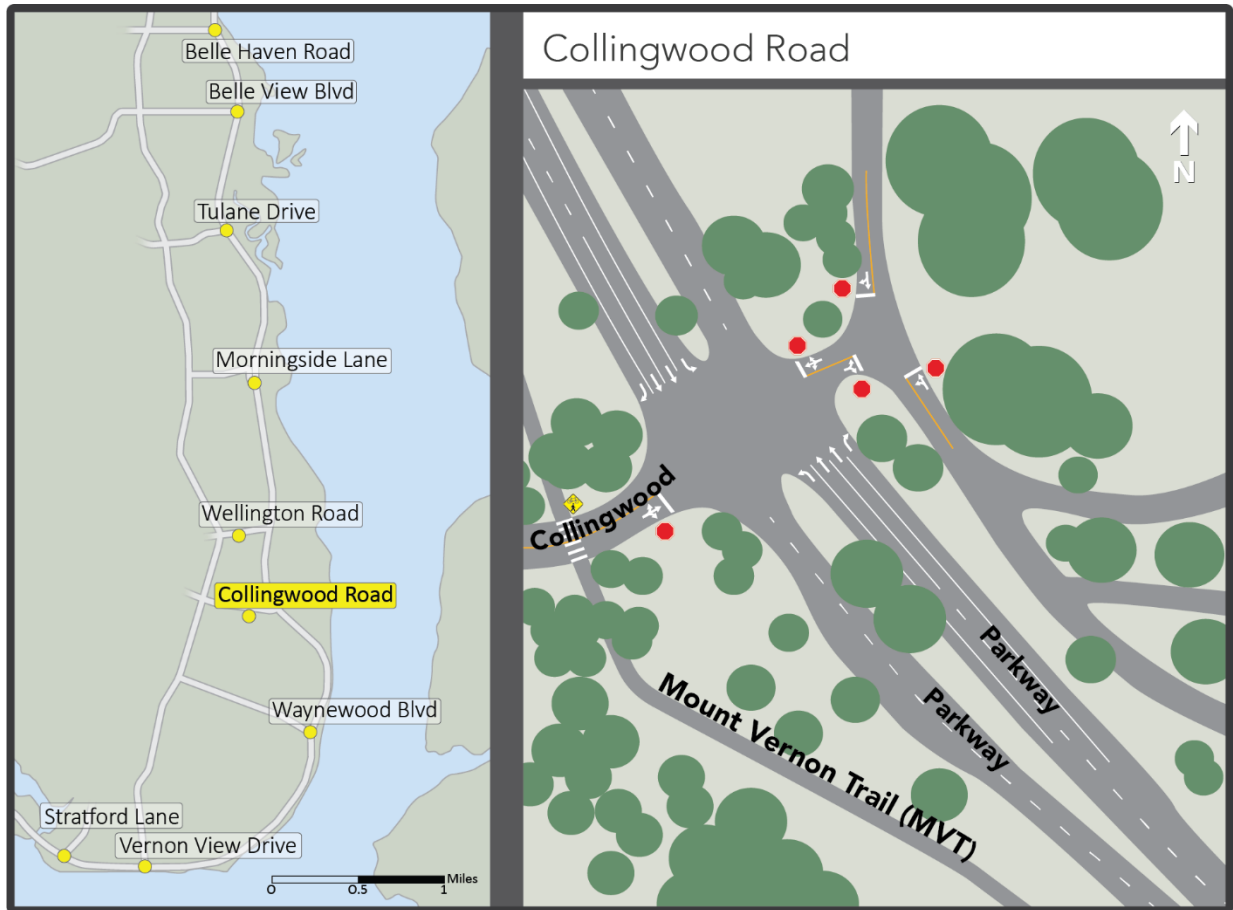 Belle Haven Road
Belle View Blvd
Tulane Drive
Morningside Lane
Wellington Road
Collingwood Road
Waynewood Blvd
Stratford Lane
Vernon View Drive
Miles
0 0.5 1
Collingwood Road
N
Collingwood
Parkway
Parkway
Mount Vernon Trail (MVT)